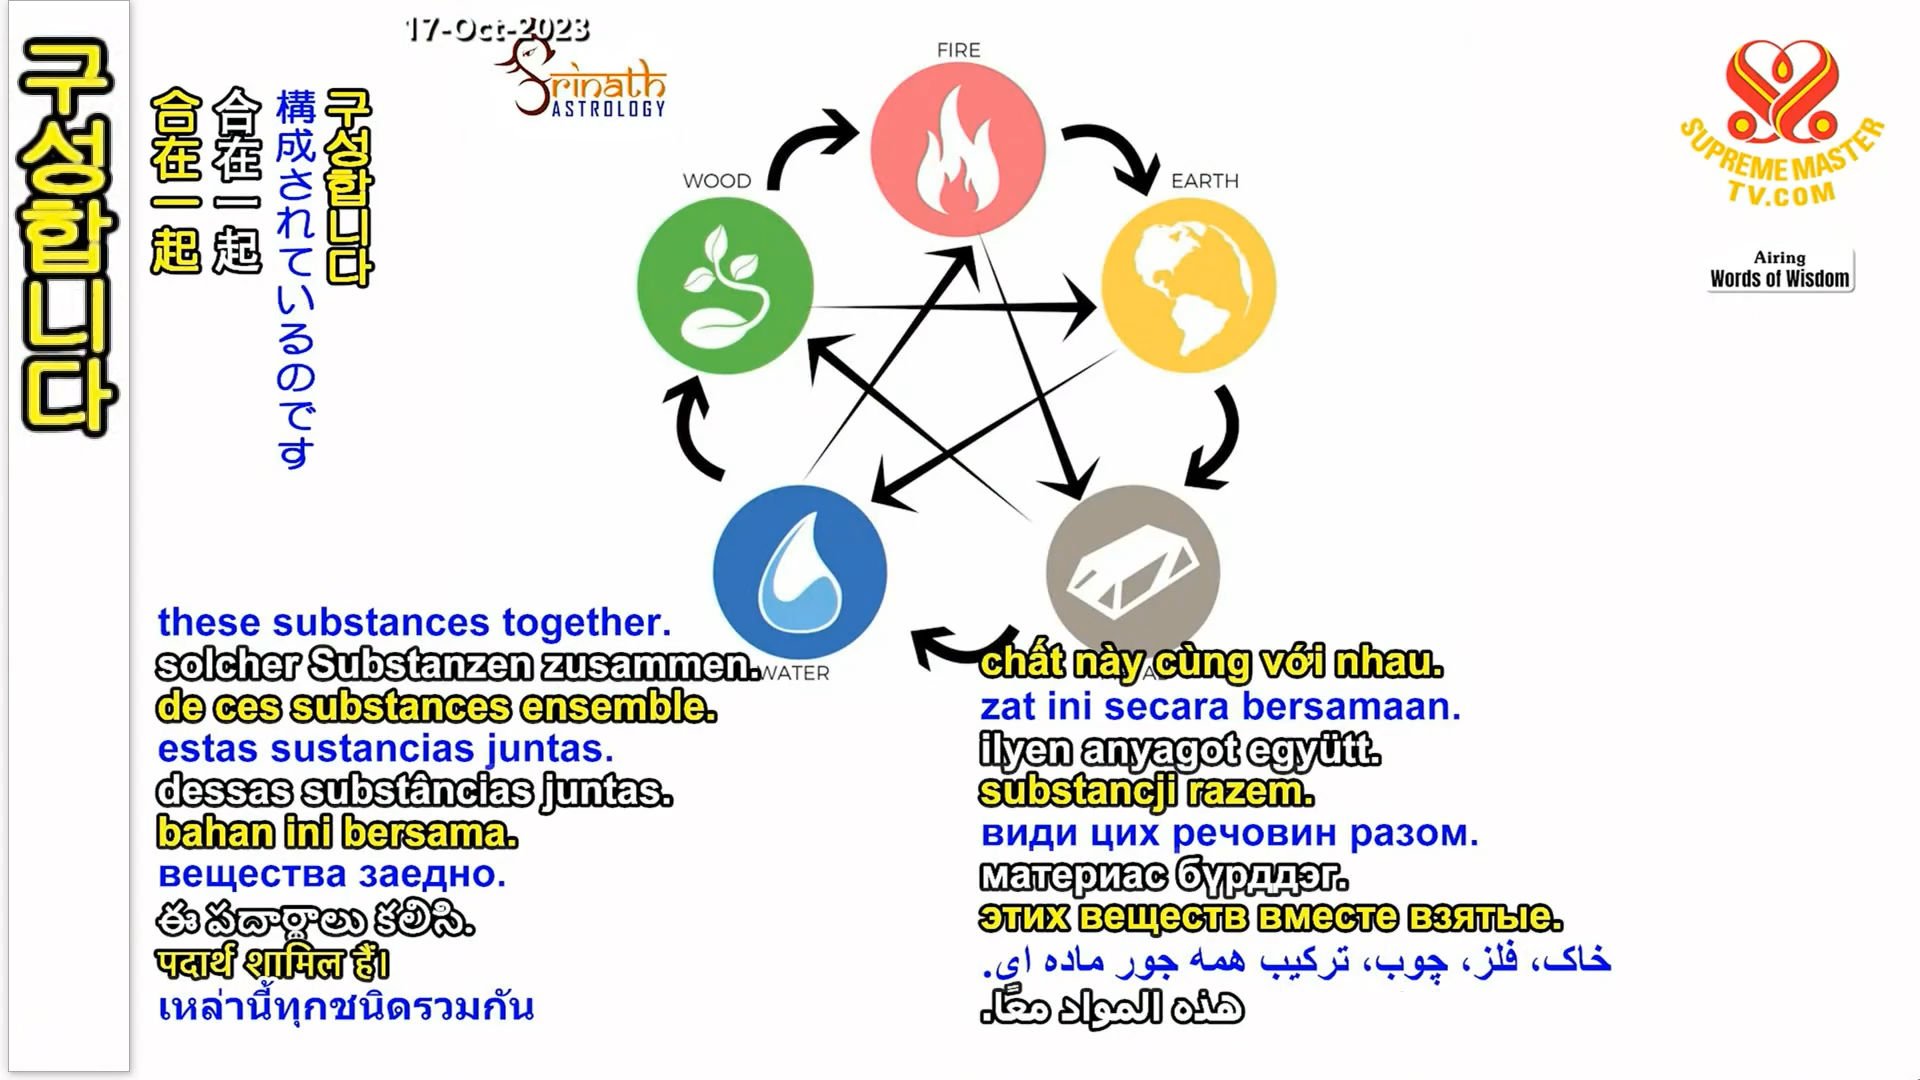 17-Oct-2023
Srinath
ASTROLOGY
구성합니다
合在一起
合在一起
構成されているのです
구성합니다
FIRE
WOOD
EARTH
WATER
SUPREME MASTER
TV.COM
Airing
Words of Wisdom
these substances together.
solcher Substanzen zusammen.
de ces substances ensemble.
estas sustancias juntas.
dessas substâncias juntas.
bahan ini bersama.
вещества заедно.
ఈ పదార్థాలు కలిసి.
पदार्थ शामिल हैं।
เหล่านี้ทุกชนิดรวมกัน
chất này cùng với nhau.
zat ini secara bersamaan.
ilyen anyagot együtt.
substancji razem.
види цих речовин разом.
материас бүрддэг.
этих веществ вместе взятые.
خاک، فلز، چوب، ترکیب همه جور ماده ای.
هذه المواد معًا.